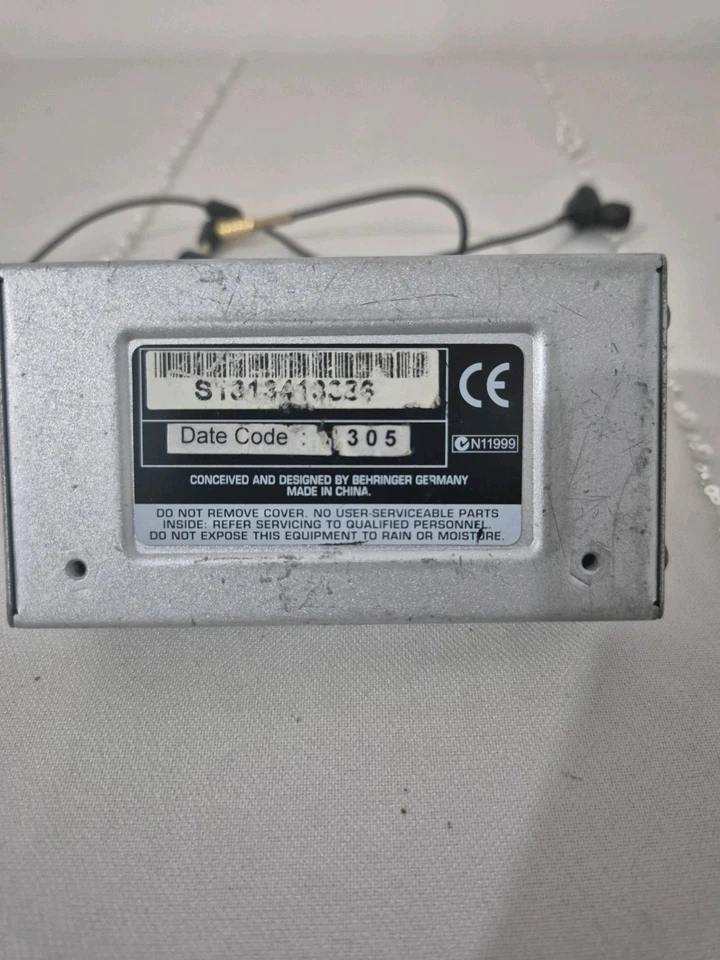 Date Code : 305
CE
N11999
CONCEIVED AND DESIGNED BY BEHRINGER GERMANY
MADE IN CHINA.
DO NOT REMOVE COVER. NO USER-SERVICEABLE PARTS
INSIDE: REFER SERVICING TO QUALIFIED PERSONNEL.
DO NOT EXPOSE THIS EQUIPMENT TO RAIN OR MOISTURE.